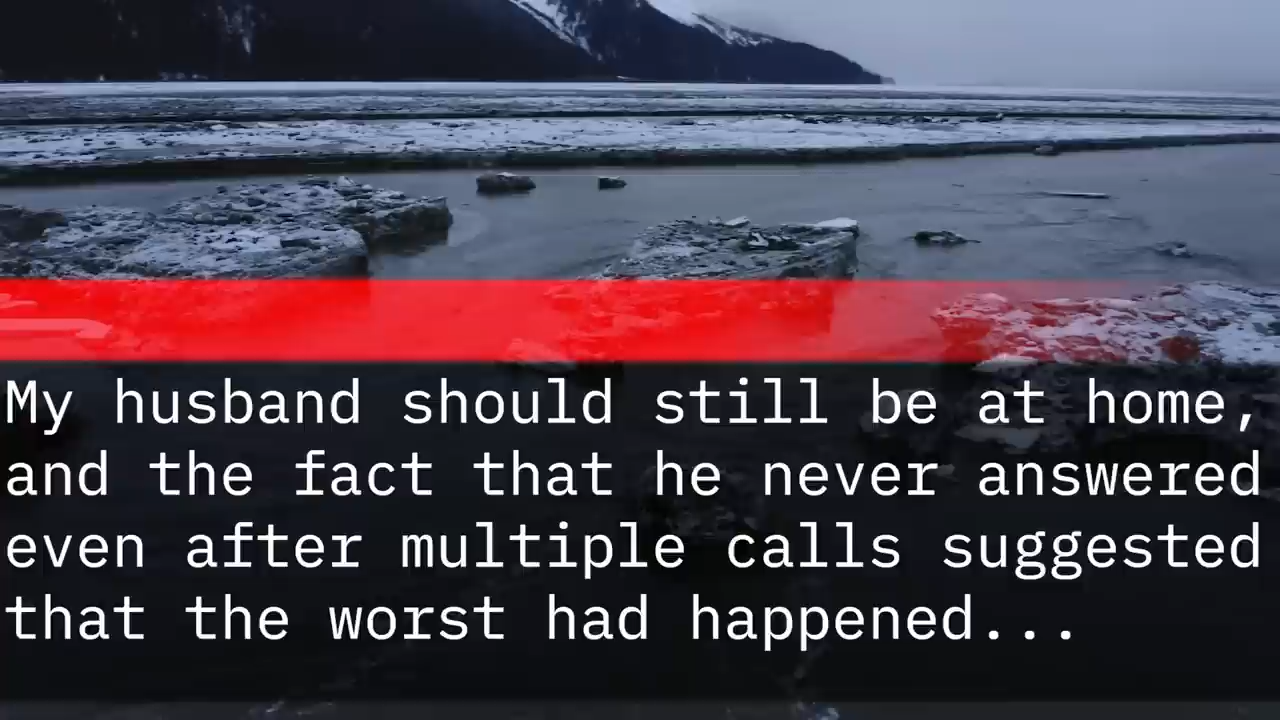 My husband should still be at home,
and the fact that he never answered
even after multiple calls suggested
that the worst had happened...